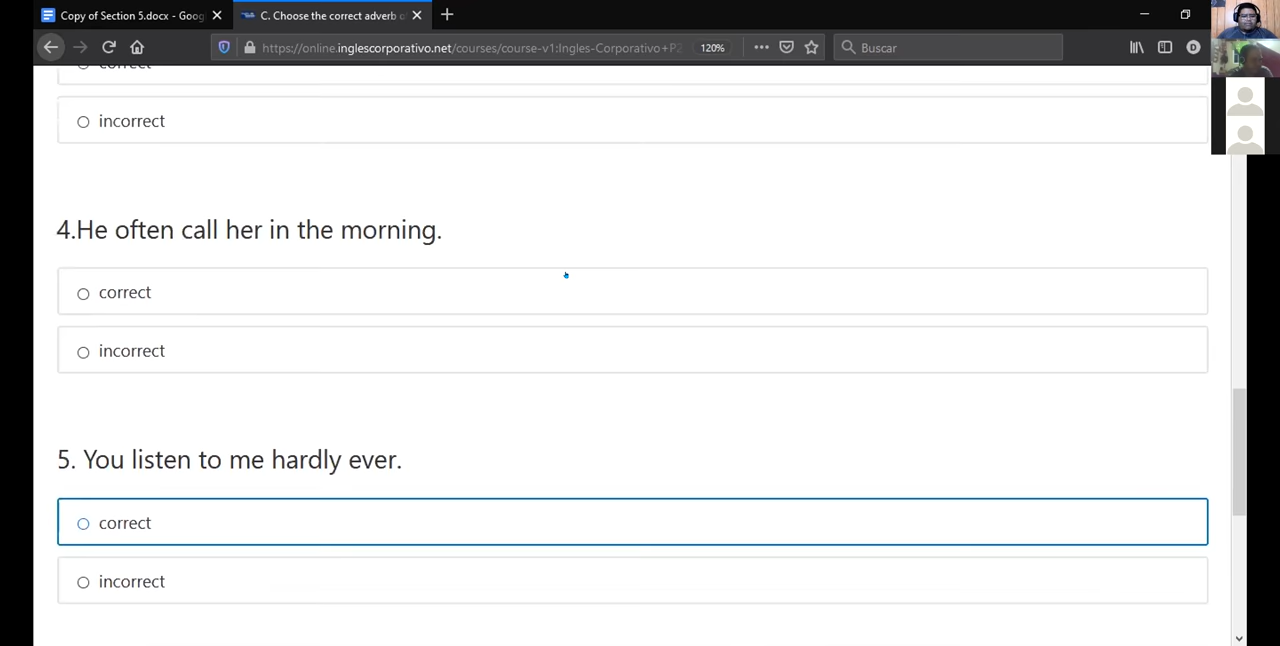 Copy of Section 5.docx - Goog
C. Choose the correct adverb o
https://online.inglescorporativo.net/courses/course-v1:Ingles-Corporativo+P2
120%
Buscar
D
correct
incorrect
4.He often call her in the morning.
correct
incorrect
5. You listen to me hardly ever.
correct
incorrect